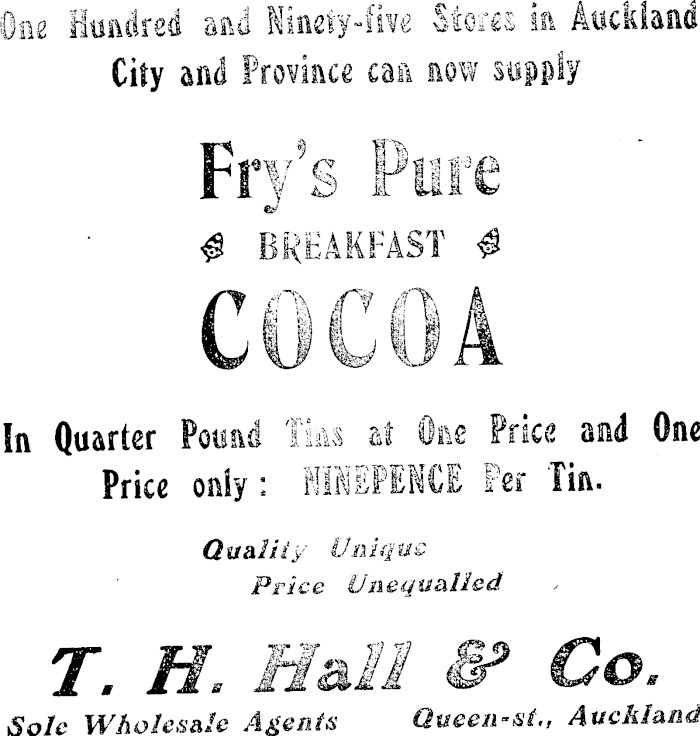 One Hundred and Ninety-five Stores in Auckland
City and Province can now supply
Fry's Pure
BREAKFAST
COCOA
In Quarter Pound Tins at One Price and One
Price only : NINEPENCE Per Tin.
Quality Unique
Price Unequalled
T. H. Hall & Co.
Sole Wholesale Agents Queen-st., Auckland